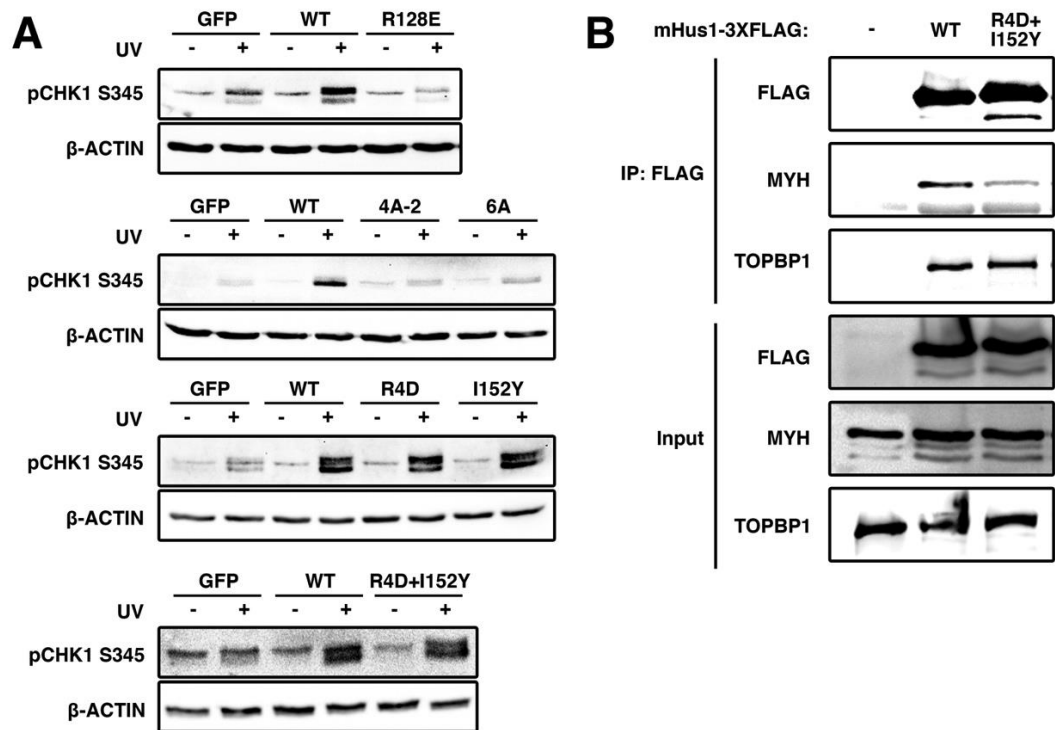 A
GFP WT R128E
UV - + - + - +
pCHK1 S345
β-ACTIN
GFP WT 4A-2 6A
UV - + - + - + - +
pCHK1 S345
β-ACTIN
GFP WT R4D I152Y
UV - + - + - + - +
pCHK1 S345
β-ACTIN
GFP WT R4D+I152Y
UV - + - + - +
pCHK1 S345
β-ACTIN
B
mHus1-3XFLAG: - WT R4D+
I152Y
IP: FLAG
FLAG
MYH
TOPBP1
Input
FLAG
MYH
TOPBP1